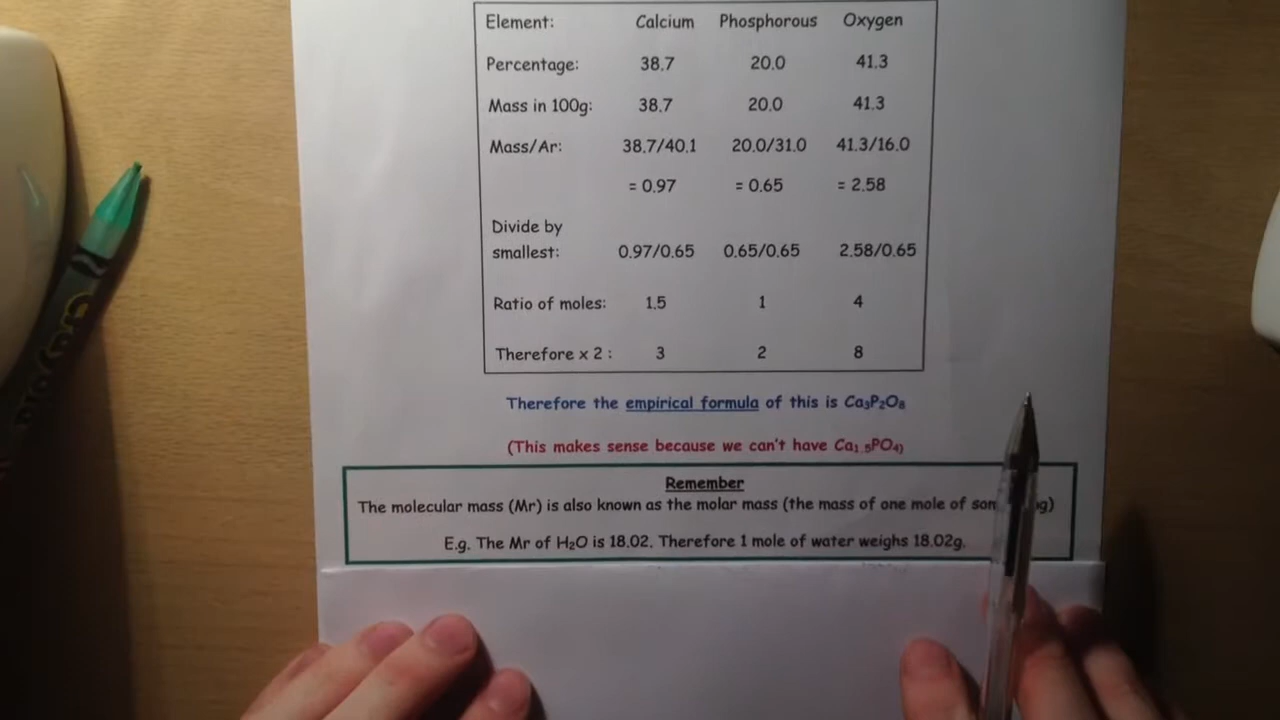 Element: Calcium Phosphorous Oxygen
Percentage: 38.7 20.0 41.3
Mass in 100g: 38.7 20.0 41.3
Mass/Ar: 38.7/40.1 20.0/31.0 41.3/16.0
= 0.97 = 0.65 = 2.58
Divide by
smallest: 0.97/0.65 0.65/0.65 2.58/0.65
Ratio of moles: 1.5 1 4
Therefore x 2 : 3 2 8
Therefore the empirical formula of this is Ca₃P₂O₈
(This makes sense because we can't have Ca₁.₅PO₄)
Remember
The molecular mass (Mr) is also known as the molar mass (the mass of one mole of
E.g. The Mr of H₂O is 18.02. Therefore 1 mole of water weighs 18.02g.